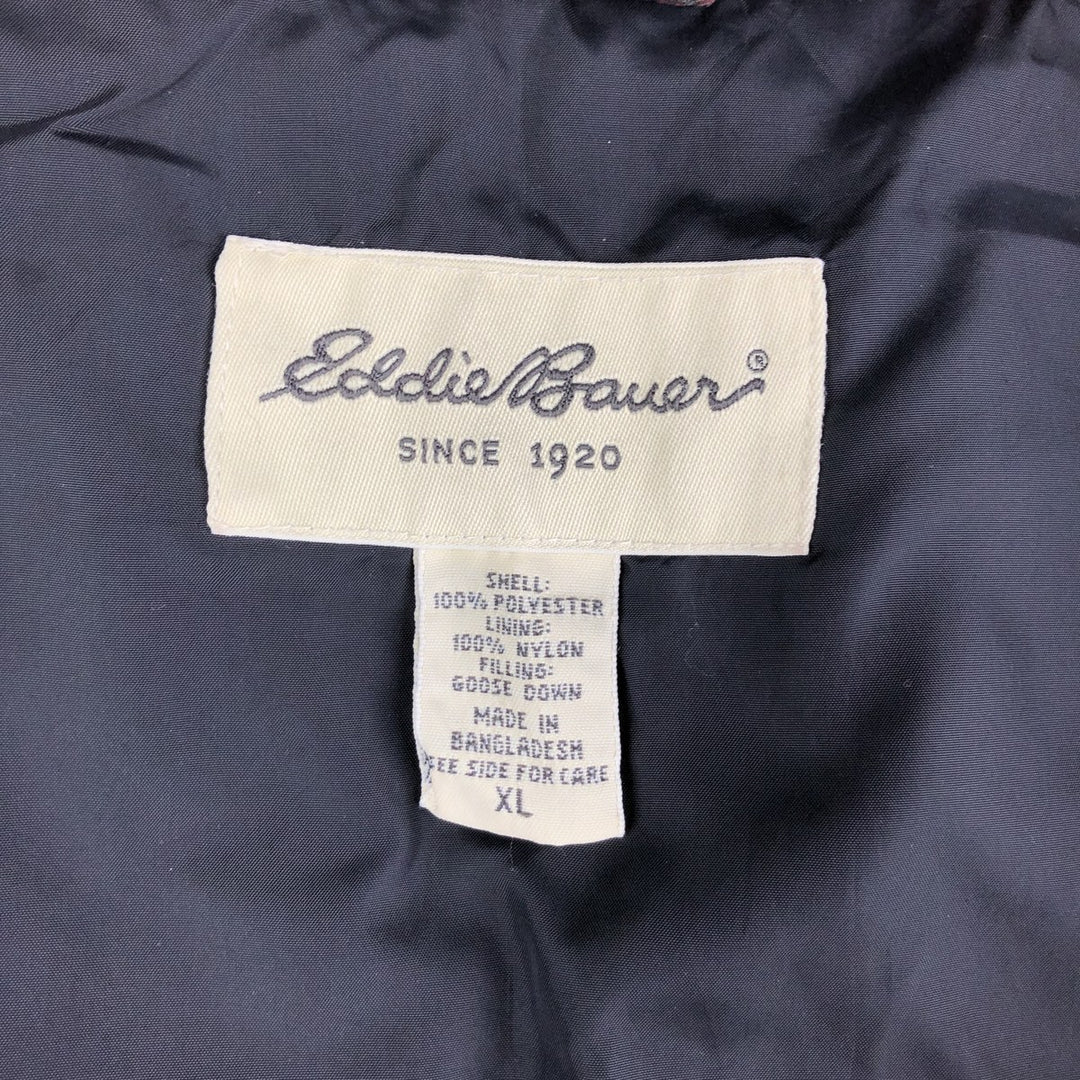 Eddie Bauer®
SINCE 1920
SHELL:
100% POLYESTER
LINING:
100% NYLON
FILLING:
GOOSE DOWN
MADE IN
BANGLADESH
SEE SIDE FOR CARE
XL